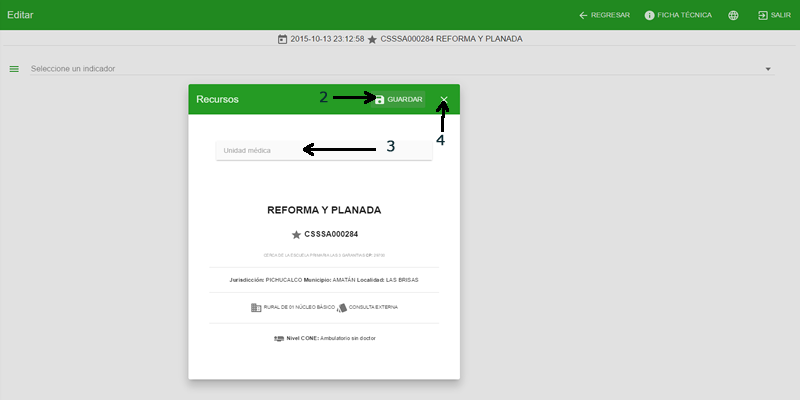 Editar
REGRESAR
FICHA TÉCNICA
SALIR
2015-10-13 23:12:58 CSSSA000284 REFORMA Y PLANADA
Seleccione un indicador
Recursos
2
GUARDAR
4
Unidad médica
3
REFORMA Y PLANADA
CSSSA000284
CERCA DE LA ESCUELA PRIMARIA LAS
Jurisdicción: PICHUCALCO Municipio: AMATÁN Localidad: LAS BRISAS
RURAL DE 01 NÚCLEO BÁSICO CONSULTA EXTERNA
Nivel CONE: Ambulatorio sin doctor